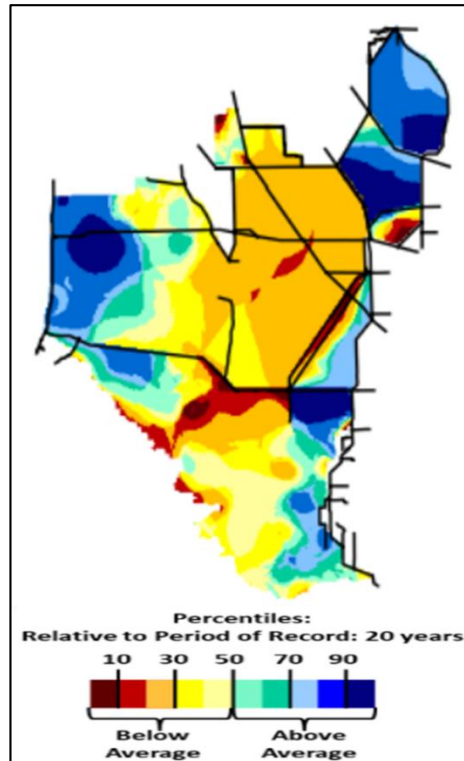 Percentiles:
Relative to Period of Record: 20 years
10 30 50 70 90
Below Above
Average Average